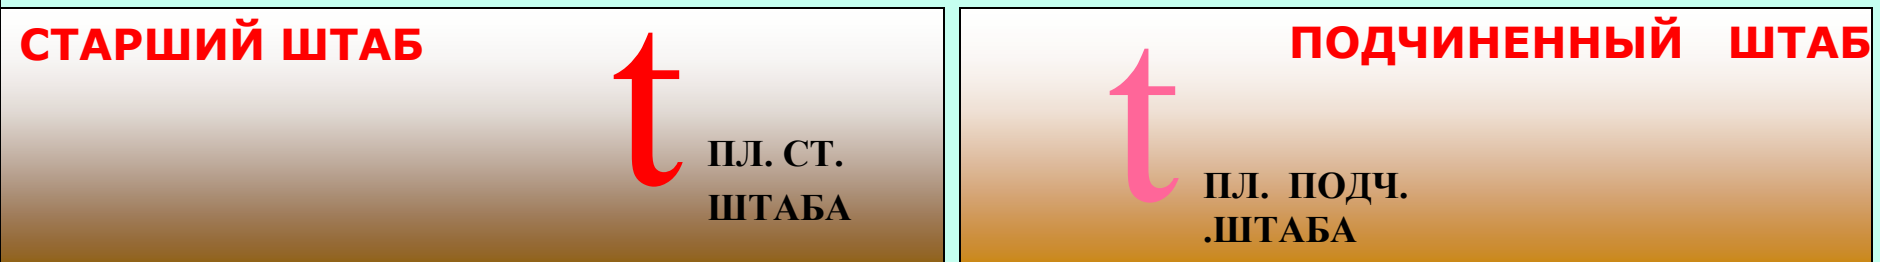 СТАРШИЙ ШТАБ
t
ПЛ. СТ.
ШТАБА
ПОДЧИНЕННЫЙ ШТАБ
t
ПЛ. ПОДЧ.
.ШТАБА